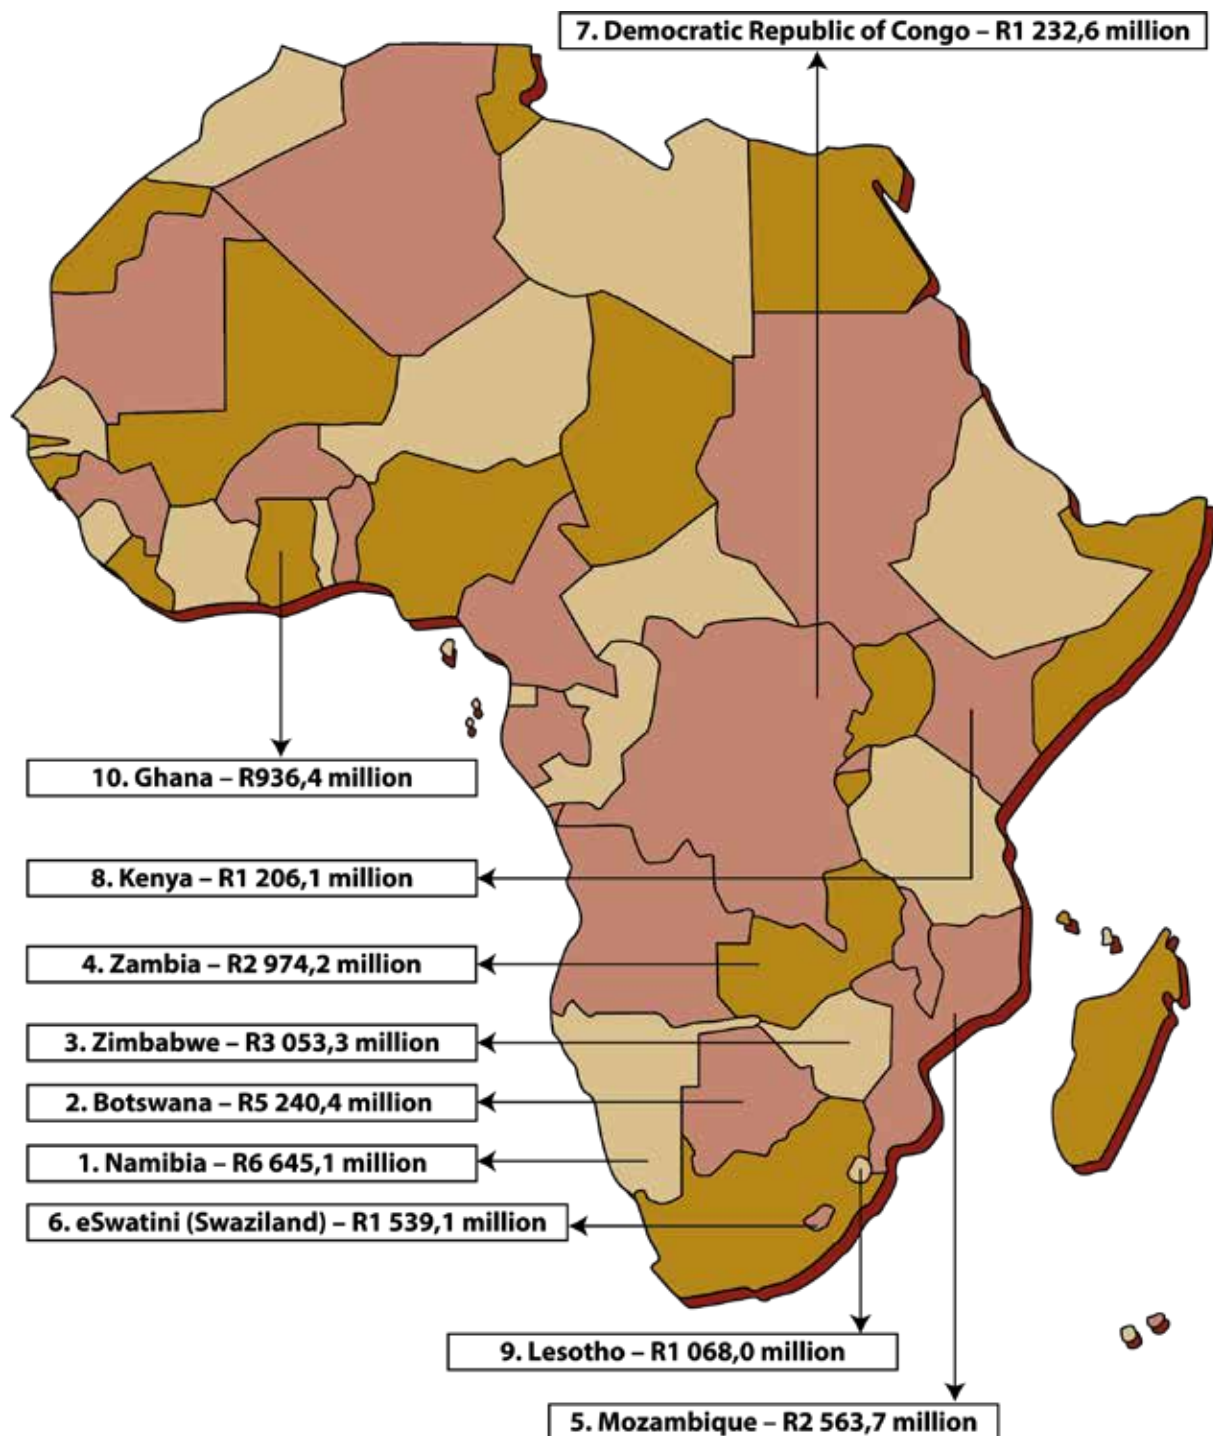 7. Democratic Republic of Congo – R1 232,6 million
10. Ghana – R936,4 million
8. Kenya – R1 206,1 million
4. Zambia – R2 974,2 million
3. Zimbabwe – R3 053,3 million
2. Botswana – R5 240,4 million
1. Namibia – R6 645,1 million
6. eSwatini (Swaziland) – R1 539,1 million
9. Lesotho – R1 068,0 million
5. Mozambique – R2 563,7 million